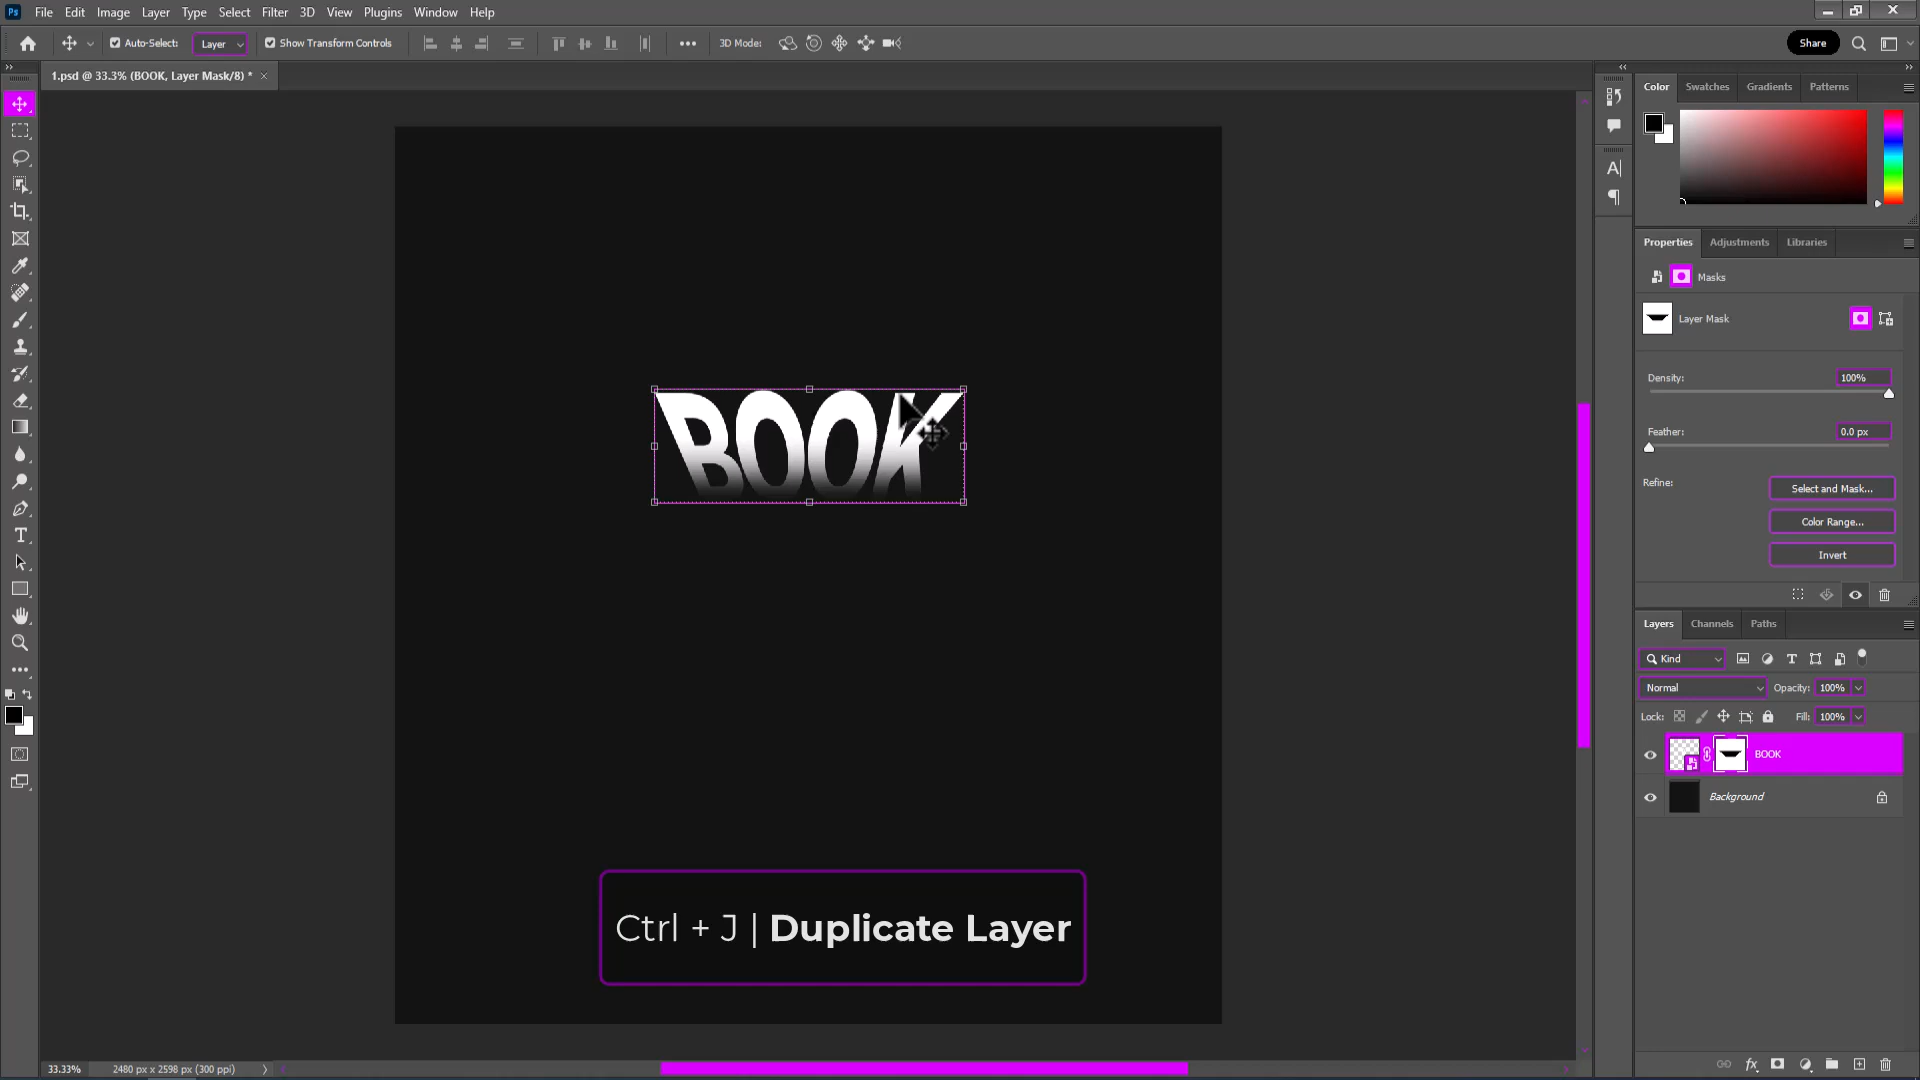 Ps File Edit Image Layer Type Select Filter 3D View Plugins Window Help
Auto-Select: Layer Show Transform Controls 3D Mode: Share
1.psd @ 33.3% (BOOK, Layer Mask/8) *
Color Swatches Gradients Patterns
Properties Adjustments Libraries
Masks
Layer Mask
Density: 100%
Feather: 0.0 px
Refine: Select and Mask...
Color Range...
Invert
BOOK
Layers Channels Paths
Kind
Normal Opacity: 100%
Lock: Fill: 100%
BOOK
Background
Ctrl + J | Duplicate Layer
33.33% 2480 px x 2598 px (300 ppi)